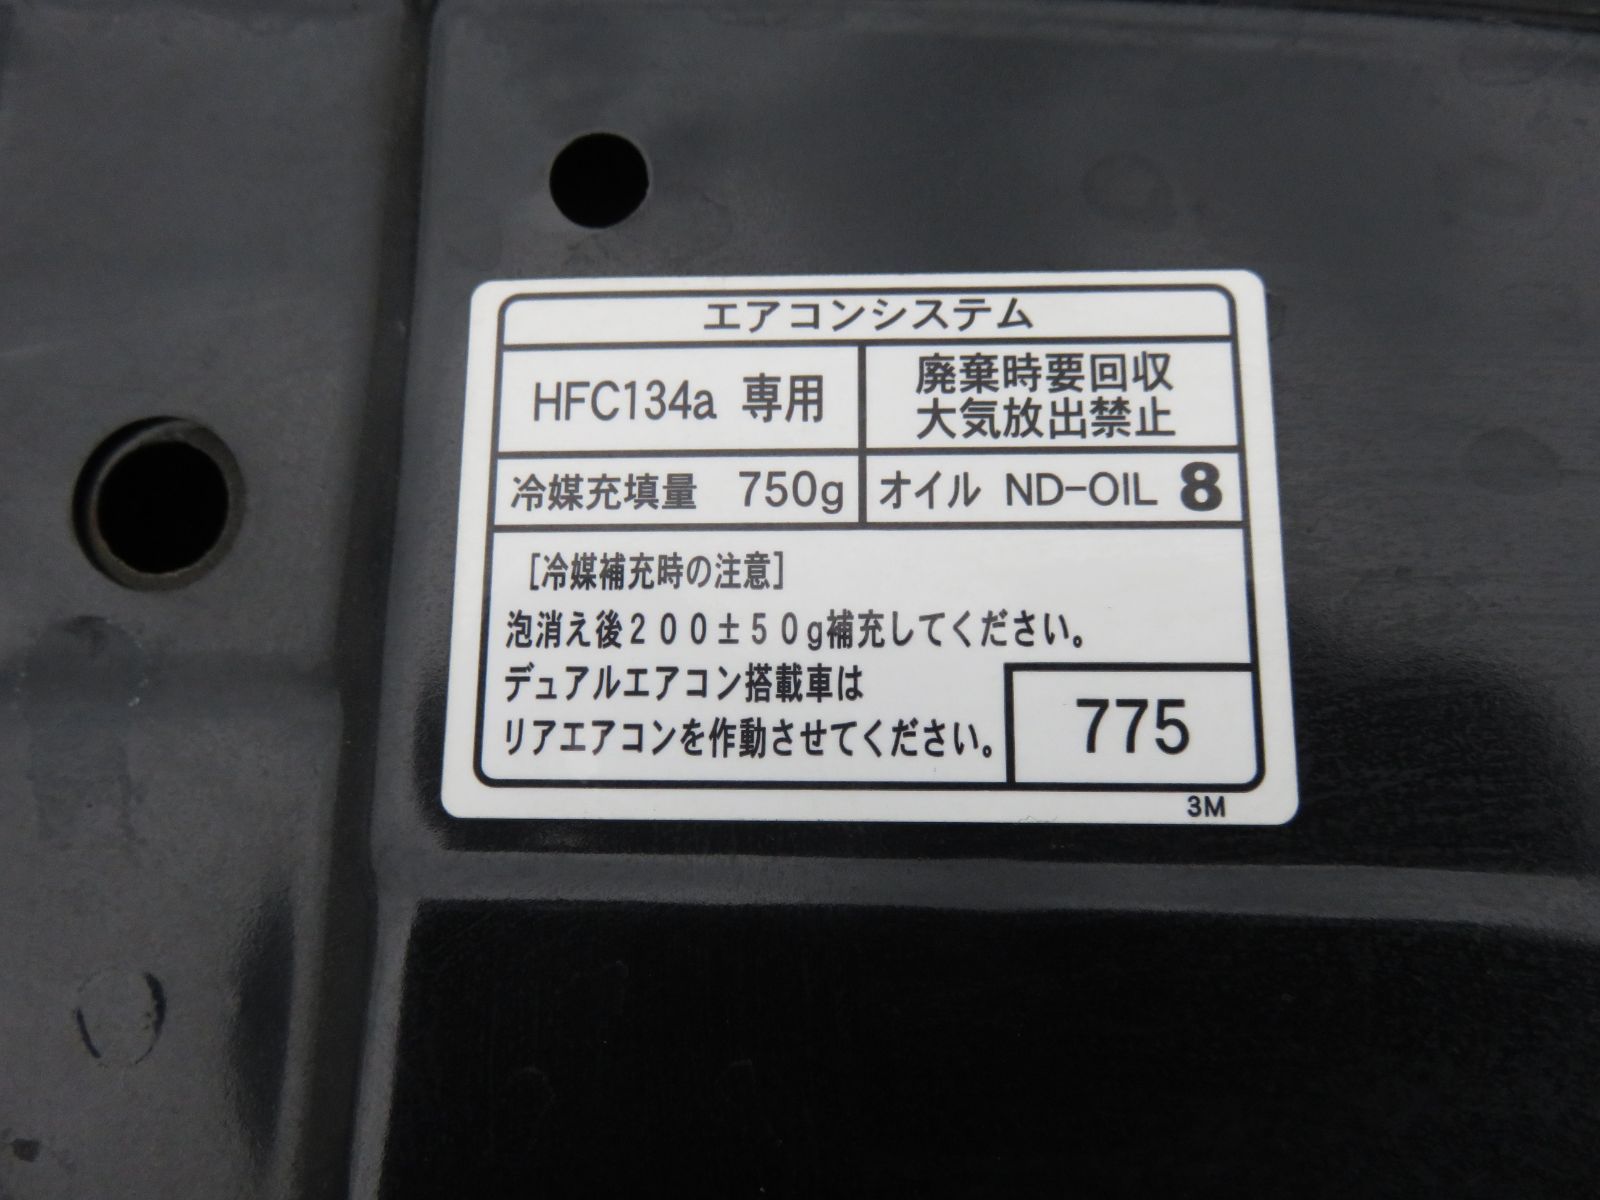 エアコンシステム
HFC134a 専用
廃棄時要回収
大気放出禁止
冷媒充填量 750g
オイル ND-OIL 8
[冷媒補充時の注意]
泡消え後200±50g補充してください。
デュアルエアコン搭載車は
リアエアコンを作動させてください。
775
3M